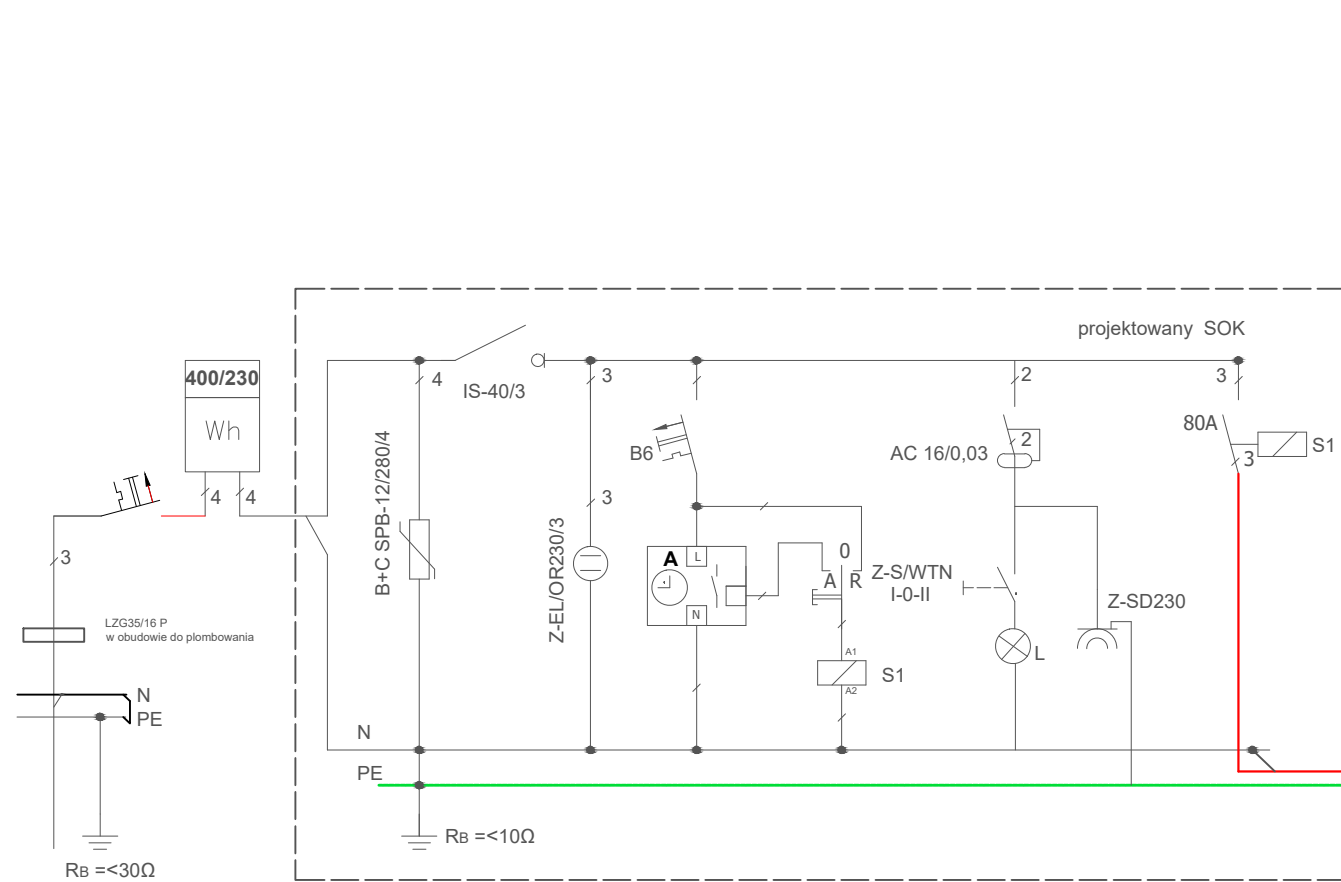 projektowany SOK
400/230
Wh
4
4
3
LZG35/16 P
w obudowie do plombowania
N
PE
RB =<30Ω
4
IS-40/3
B+C SPB-12/280/4
3
3
Z-EL/OR230/3
B6
A
L
N
0
A R
Z-S/WTN
I-0-II
A1
S1
A2
2
2
AC 16/0,03
L
Z-SD230
3
80A
3
S1
N
PE
RB =<10Ω